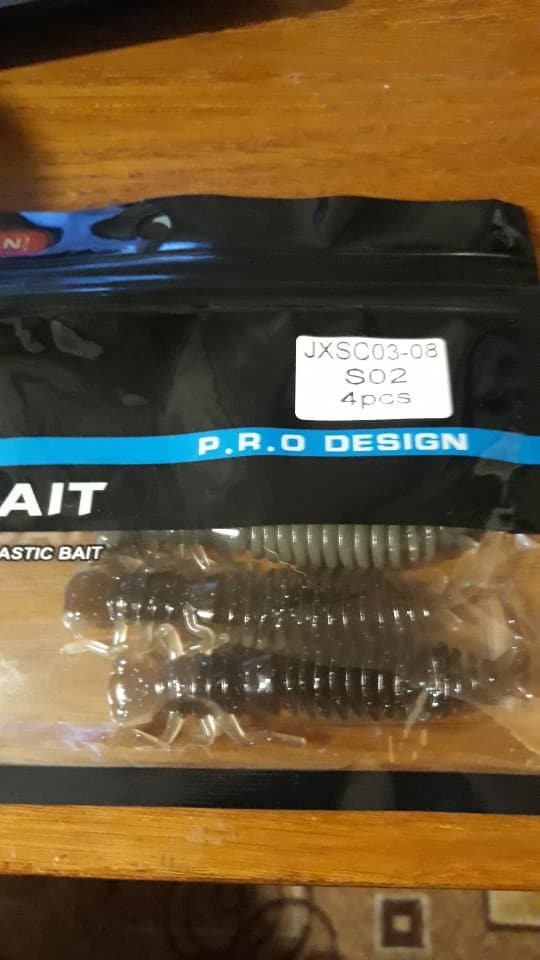 N!
JXSC03-08
S02
4pcs
P.R.O DESIGN
AIT
ASTIC BAIT